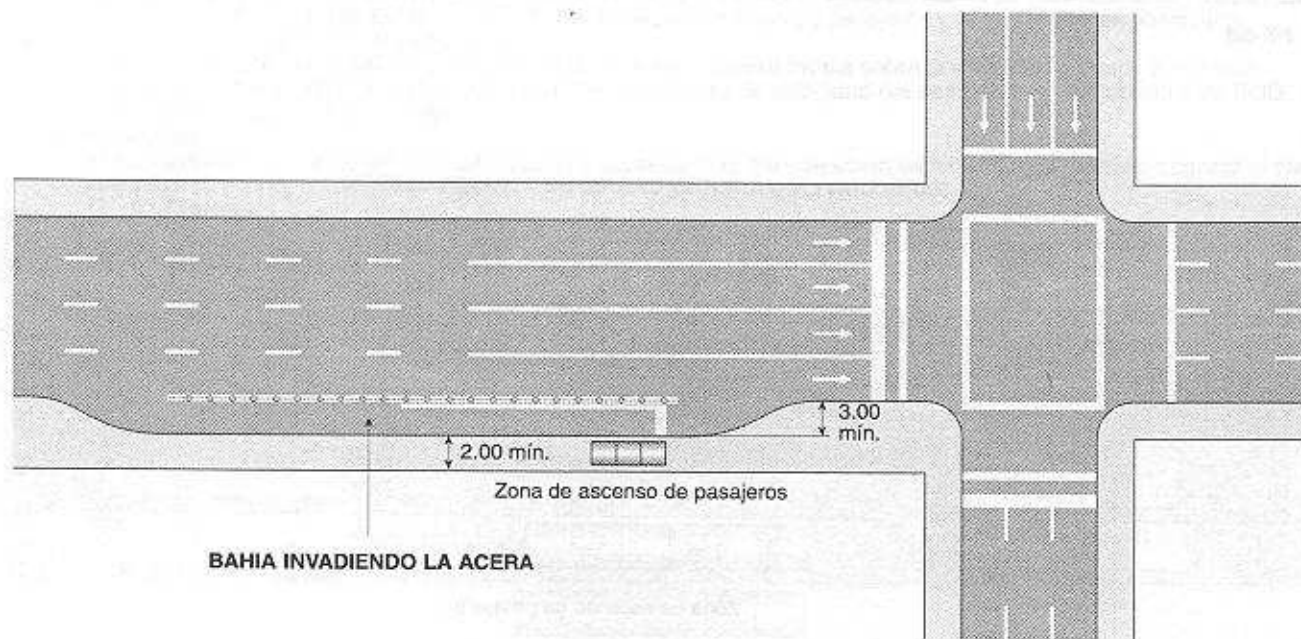 3.00
mín.
2.00 mín.
Zona de ascenso de pasajeros
BAHIA INVADIENDO LA ACERA